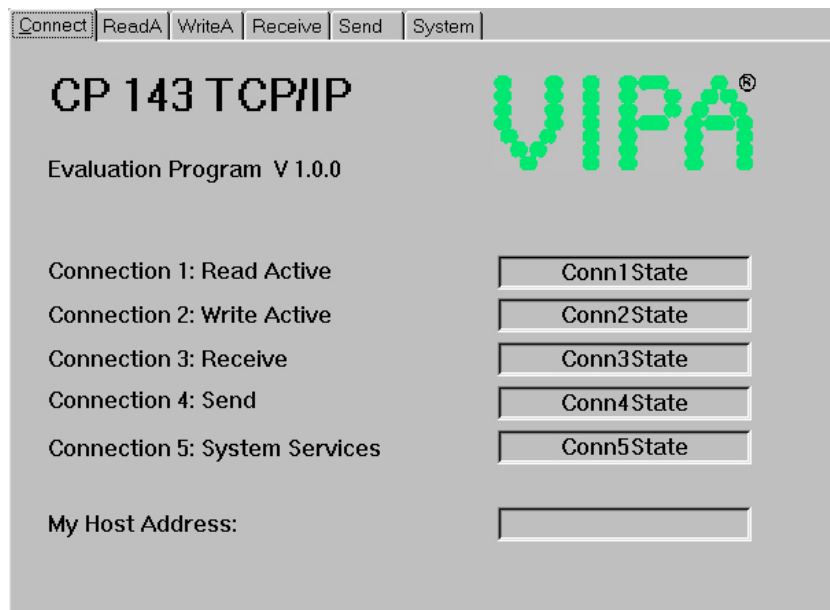 Connect ReadA WriteA Receive Send System
CP 143 TCP/IP
VIPA®
Evaluation Program V 1.0.0
Connection 1: Read Active Conn1State
Connection 2: Write Active Conn2State
Connection 3: Receive Conn3State
Connection 4: Send Conn4State
Connection 5: System Services Conn5State
My Host Address: